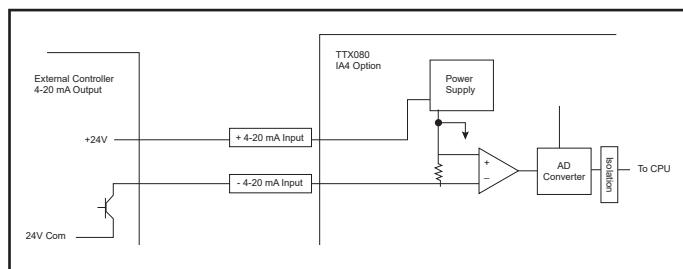 External Controller
4-20 mA Output
TTX080
IA4 Option
Power
Supply
+24V
+ 4-20 mA Input
- 4-20 mA Input
24V Com
+
–
AD
Converter
Isolation
To CPU